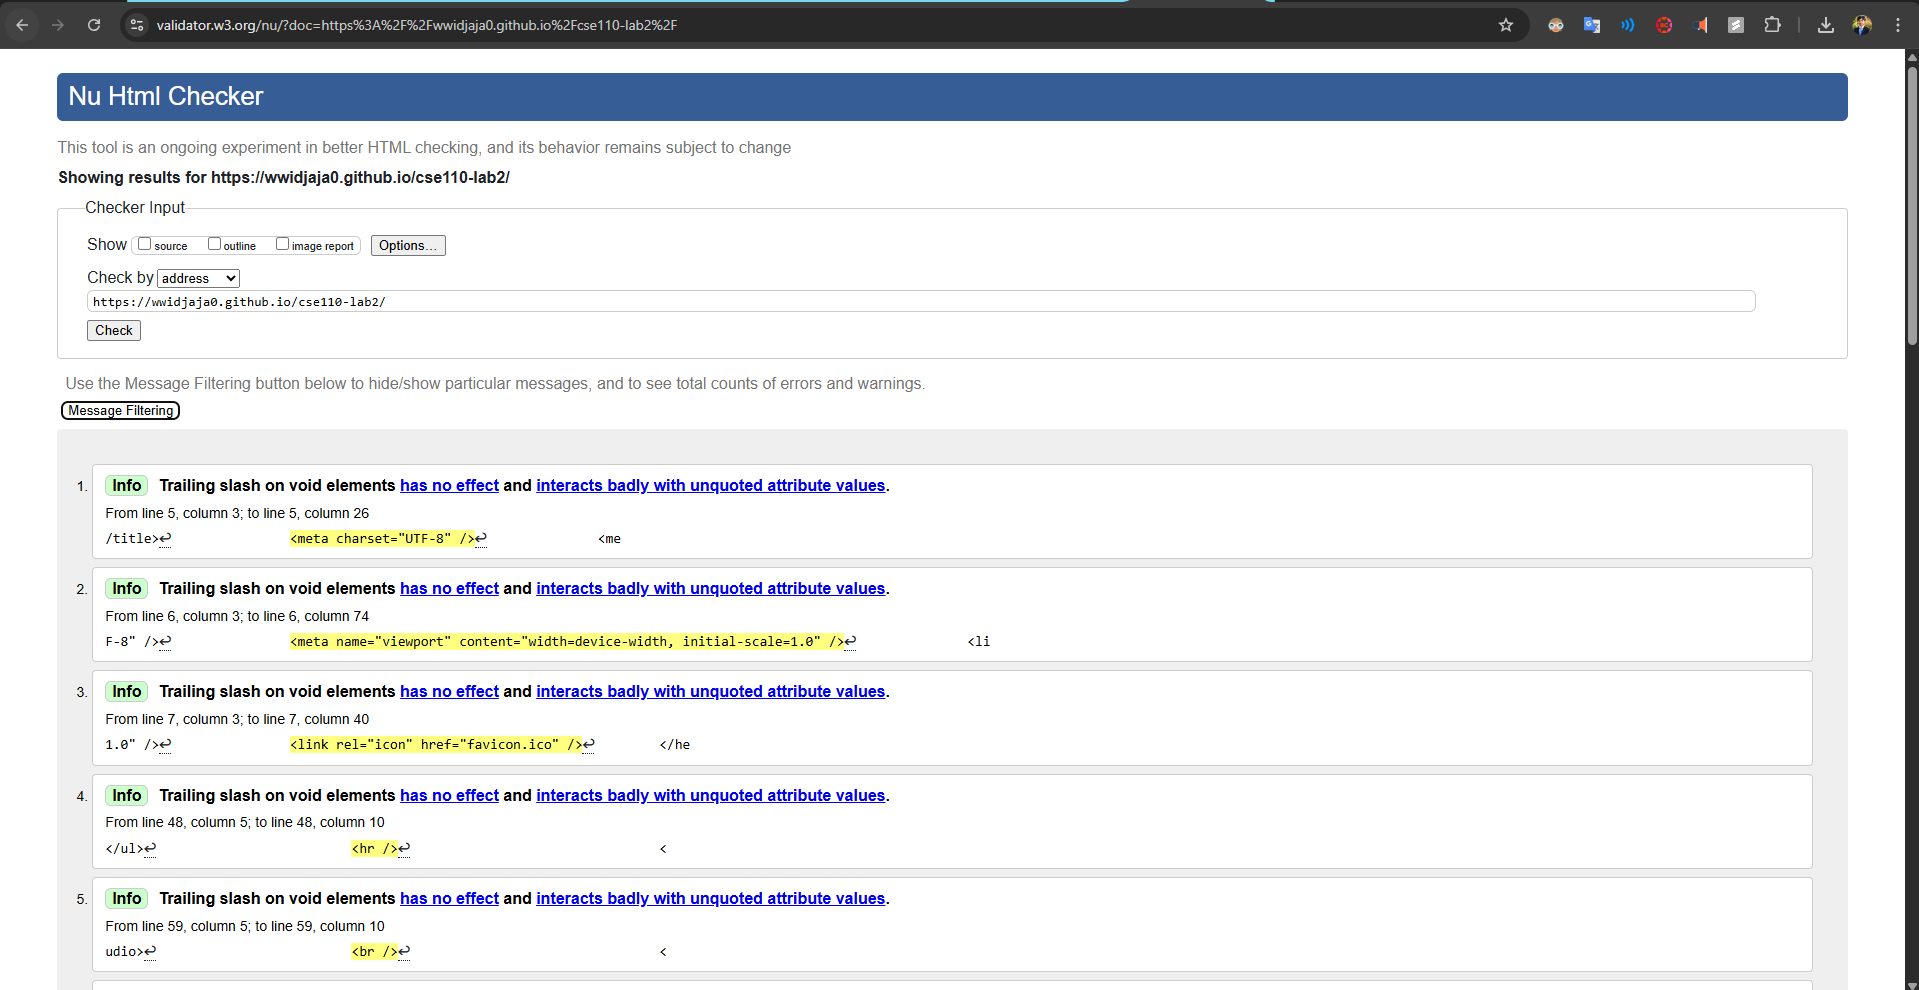 validator.w3.org/nu/?doc=https%3A%2F%2Fwwidjaja0.github.io%2Fcse110-lab2%2F
Nu Html Checker
This tool is an ongoing experiment in better HTML checking, and its behavior remains subject to change
Showing results for https://wwidjaja0.github.io/cse110-lab2/
Checker Input
Show source outline image report Options...
Check by address
https://wwidjaja0.github.io/cse110-lab2/
Check
Use the Message Filtering button below to hide/show particular messages, and to see total counts of errors and warnings.
Message Filtering
1. Info Trailing slash on void elements has no effect and interacts badly with unquoted attribute values.
From line 5, column 3; to line 5, column 26
/title>↩ <meta charset="UTF-8" />↩ <me
2. Info Trailing slash on void elements has no effect and interacts badly with unquoted attribute values.
From line 6, column 3; to line 6, column 74
F-8" />↩ <meta name="viewport" content="width=device-width, initial-scale=1.0" />↩ <li
3. Info Trailing slash on void elements has no effect and interacts badly with unquoted attribute values.
From line 7, column 3; to line 7, column 40
1.0" />↩ <link rel="icon" href="favicon.ico" />↩ </he
4. Info Trailing slash on void elements has no effect and interacts badly with unquoted attribute values.
From line 48, column 5; to line 48, column 10
</ul>↩ <hr />↩ <
5. Info Trailing slash on void elements has no effect and interacts badly with unquoted attribute values.
From line 59, column 5; to line 59, column 10
udio>↩ <br />↩ <